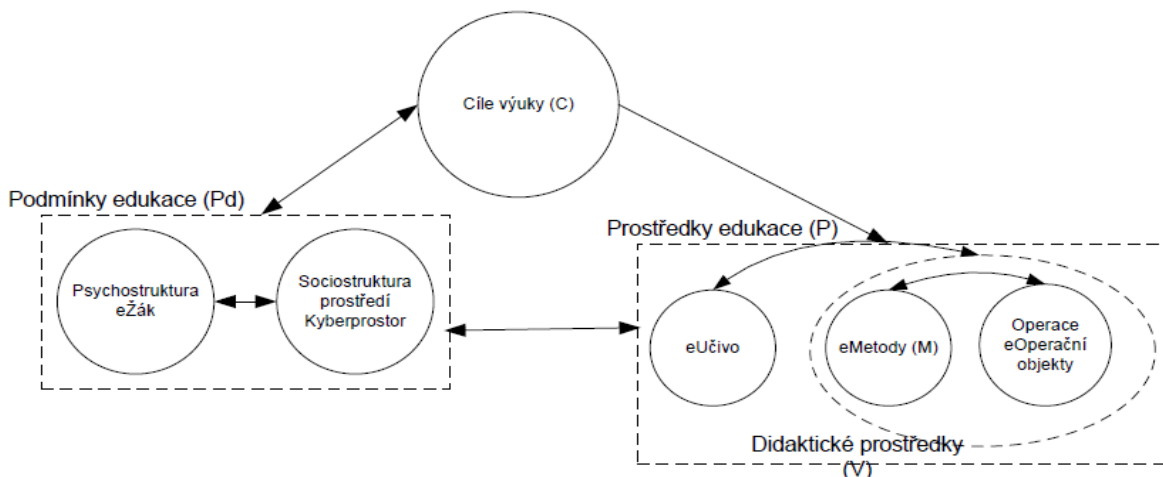 Cíle výuky (C)
Podmínky edukace (Pd)
Psychostruktura
eŽák
Sociostruktura
prostředí
Kyberprostor
Prostředky edukace (P)
eUčivo
eMetody (M)
Operace
eOperační
objekty
Didaktické prostředky
(V)